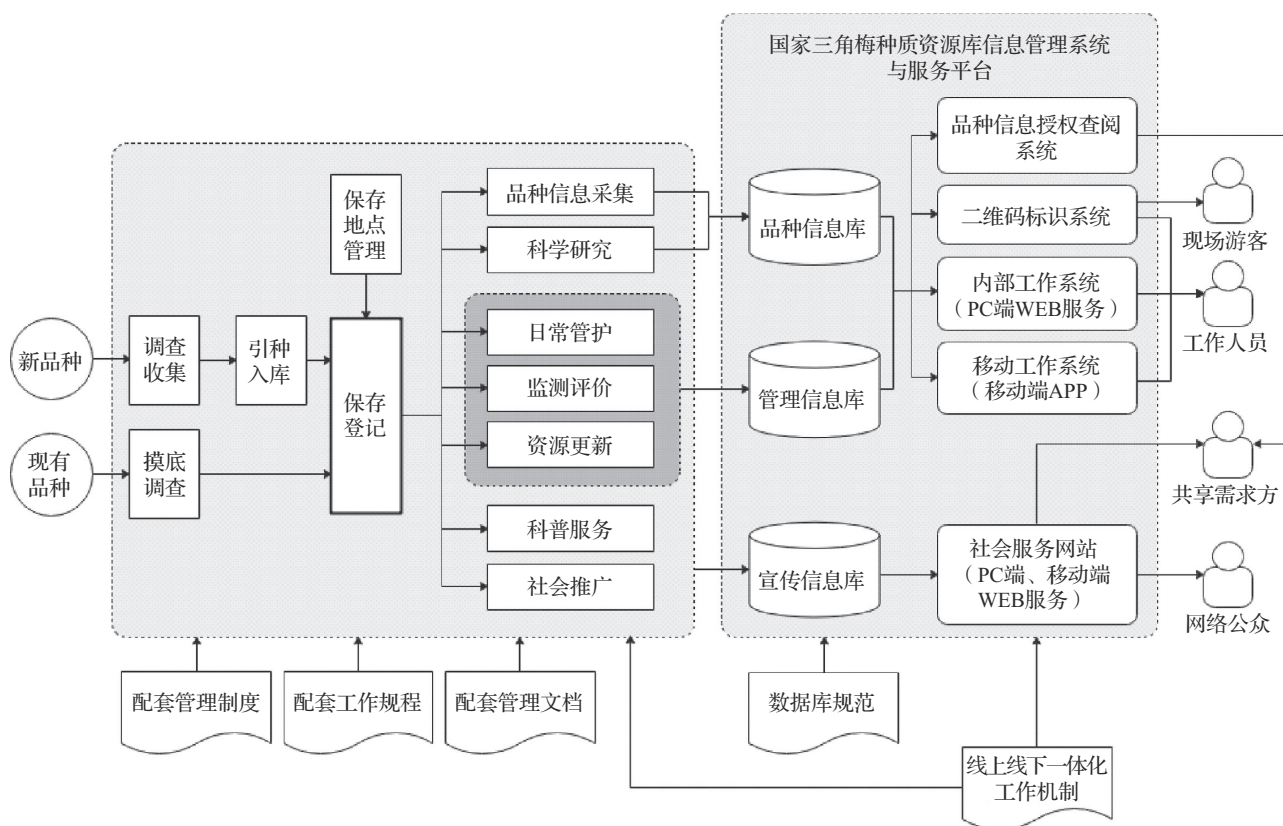 国家三角梅种质资源库信息管理系统
与服务平台
新品种
现有
品种
调查
收集
引种
入库
摸底
调查
保存
地点
管理
保存
登记
品种信息采集
科学研究
日常管护
监测评价
资源更新
科普服务
社会推广
品种信息库
管理信息库
宣传信息库
品种信息授权查阅
系统
二维码标识系统
内部工作系统
（PC端WEB服务）
移动工作系统
（移动端APP）
社会服务网站
（PC端、移动端
WEB服务）
现场游客
工作人员
共享需求方
网络公众
配套管理制度
配套工作规程
配套管理文档
数据库规范
线上线下一体化
工作机制